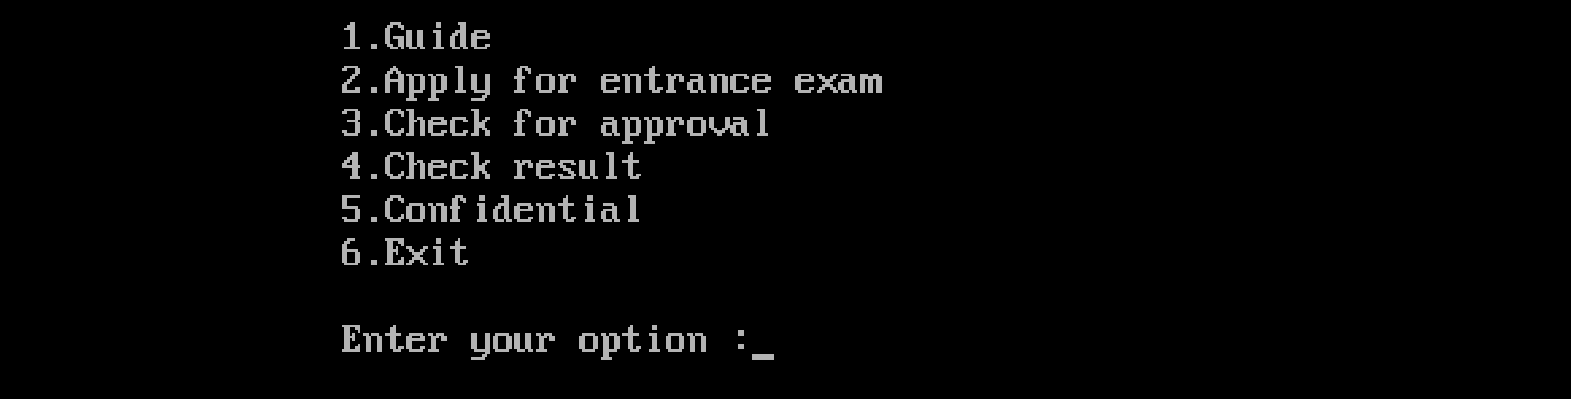 1.Guide
2.Apply for entrance exam
3.Check for approval
4.Check result
5.Confidential
6.Exit
Enter your option :_